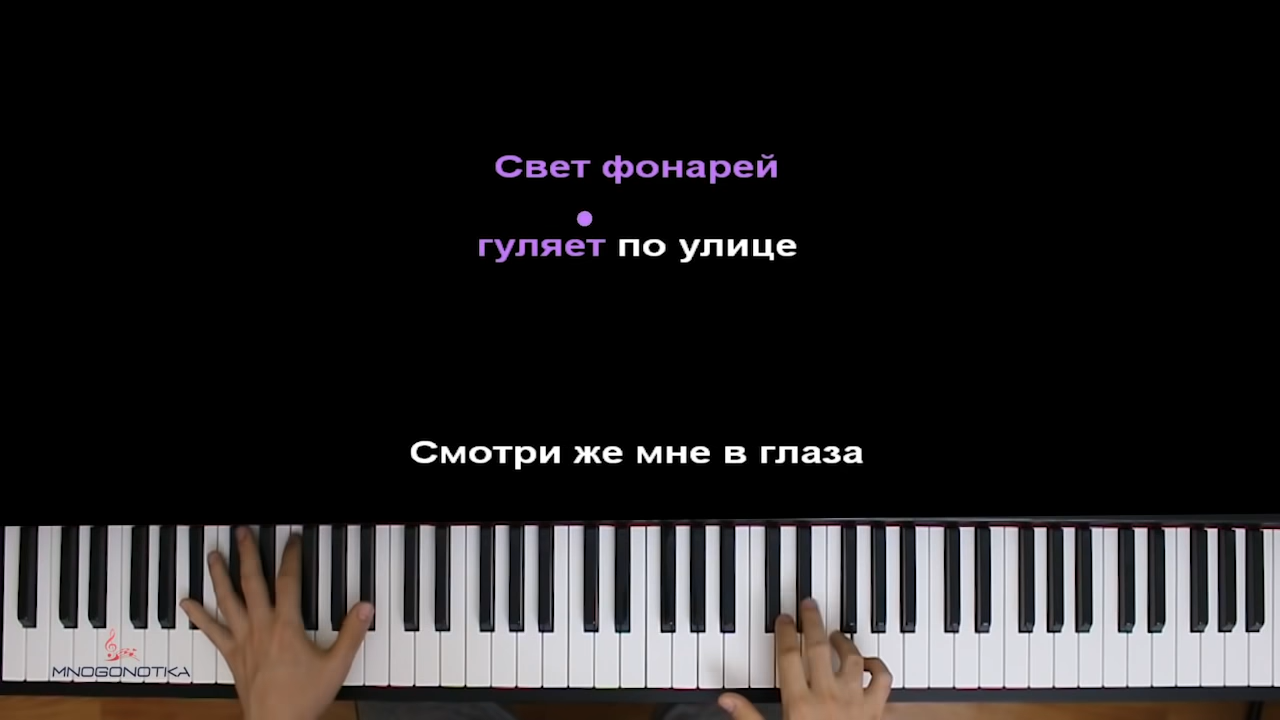 Свет фонарей
гуляет по улице
Смотри же мне в глаза
MNOGONOTKA